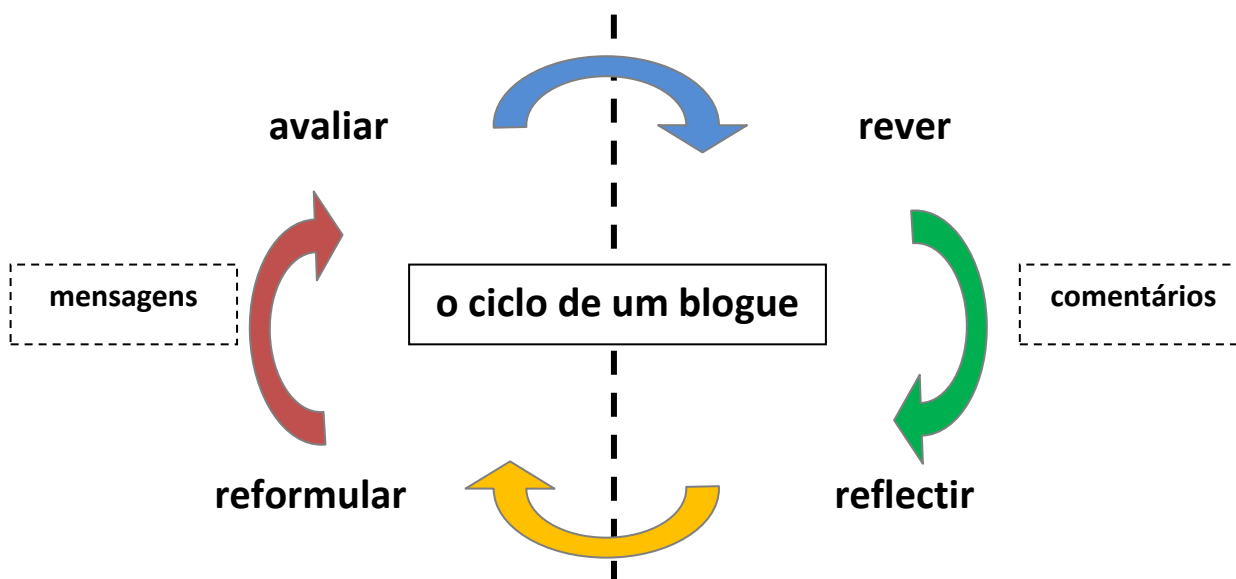 avaliar
rever
mensagens
o ciclo de um blogue
comentários
reformular
reflectir